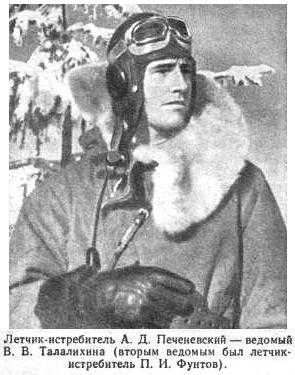 Летчик-истребитель А. Д. Печеневский — ведомый
В. В. Талалихина (вторым ведомым был летчик-
истребитель П. И. Фунтов).